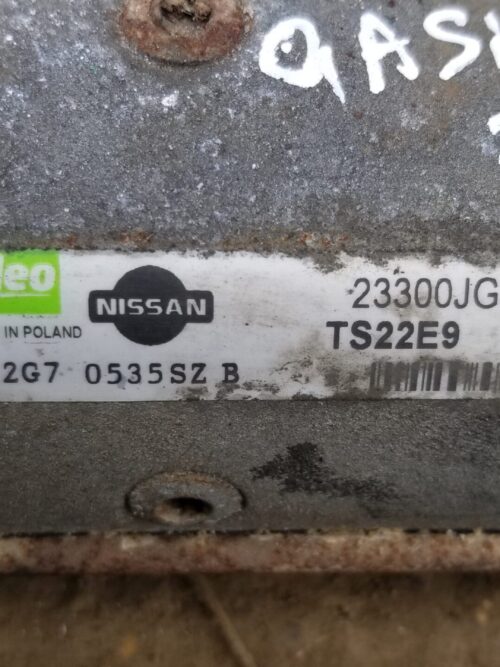 QAS
leo
NISSAN
23300JG
IN POLAND
TS22E9
2G7 0535SZ B